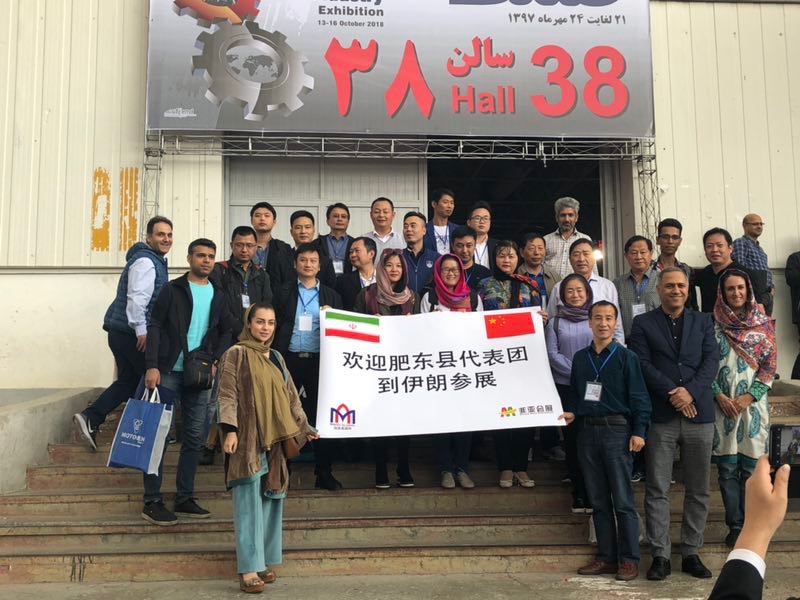 Exhibition
13-16 October 2018
۲۱ لغایت ۲۴ مهرماه ۱۳۹۷
سالن ۳۸
Hall 38
欢迎肥东县代表团
到伊朗参展